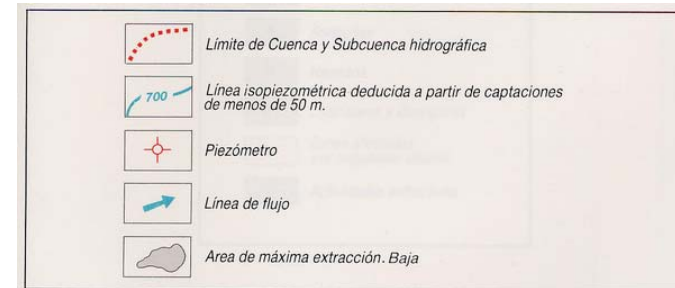 Límite de Cuenca y Subcuenca hidrográfica
700
Línea isopiezométrica deducida a partir de captaciones
de menos de 50 m.
Piezómetro
Línea de flujo
Area de máxima extracción. Baja